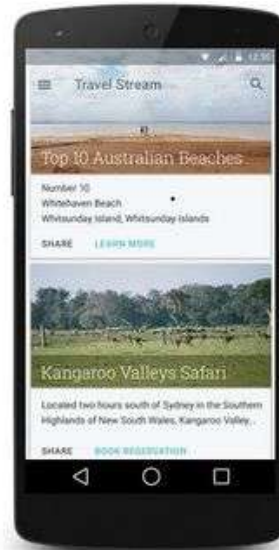 12:30
Travel Stream
Top 10 Australian Beaches
Number 10
Whitehaven Beach
Whitsunday Island, Whitsunday Islands
SHARE LEARN MORE
Kangaroo Valleys Safari
Located two hours south of Sydney in the Southern
Highlands of New South Wales, Kangaroo Valley...
SHARE BOOK RESERVATION